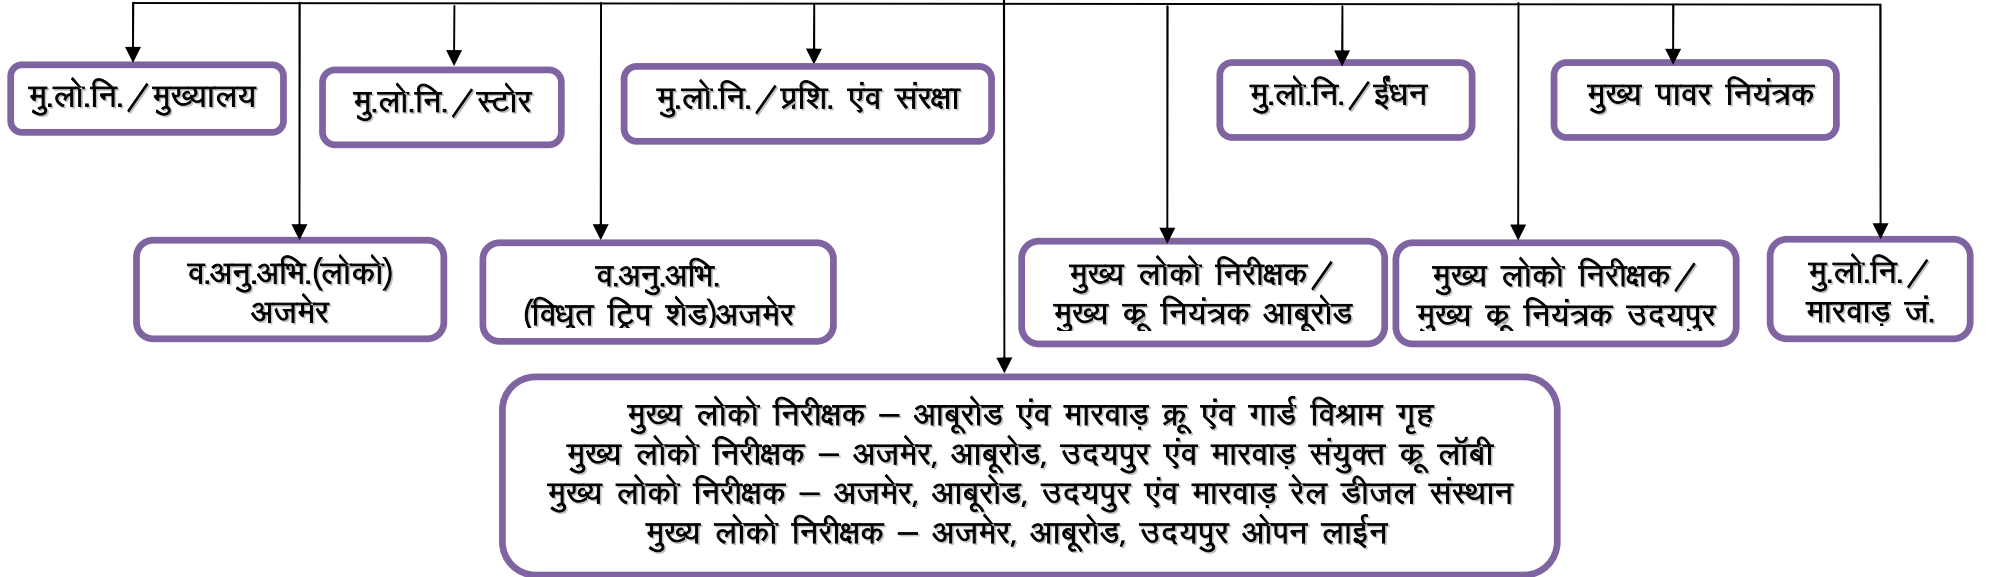 मु.लो.नि./मुख्यालय
मु.लो.नि./स्टोर
मु.लो.नि./प्रशि. एंव संरक्षा
मु.लो.नि./ईंधन
मुख्य पावर नियंत्रक
व.अनु.अभि.(लोको)
अजमेर
व.अनु.अभि.
(विधृत ट्रिप शेड)अजमेर
मुख्य लोको निरीक्षक/
मुख्य क्रू नियंत्रक आबूरोड
मुख्य लोको निरीक्षक/
मुख्य क्रू नियंत्रक उदयपुर
मु.लो.नि./
मारवाड़ जं.
मुख्य लोको निरीक्षक – आबूरोड एंव मारवाड़ क्रू एंव गार्ड विश्राम गृह
मुख्य लोको निरीक्षक – अजमेर, आबूरोड, उदयपुर एंव मारवाड़ संयुक्त क्रू लॉबी
मुख्य लोको निरीक्षक – अजमेर, आबूरोड, उदयपुर एंव मारवाड़ रेल डीजल संस्थान
मुख्य लोको निरीक्षक – अजमेर, आबूरोड, उदयपुर ओपन लाईन